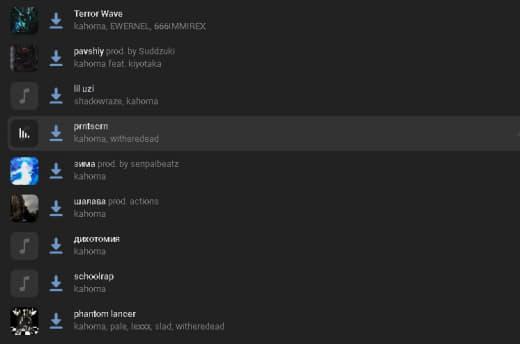 Terror Wave
kahoma, EWERNEL, 666IMMIREX
pavshiy prod. by Suddzuki
kahoma feat. kiyotaka
lil uzi
shadowraze, kahoma
prntscrn
kahoma, witheredead
зима prod. by senpaibeatz
kahoma
шалава prod. actions
kahoma
дихотомия
kahoma
schoolrap
kahoma
phantom lancer
kahoma, pale, lexxx, slad, witheredead